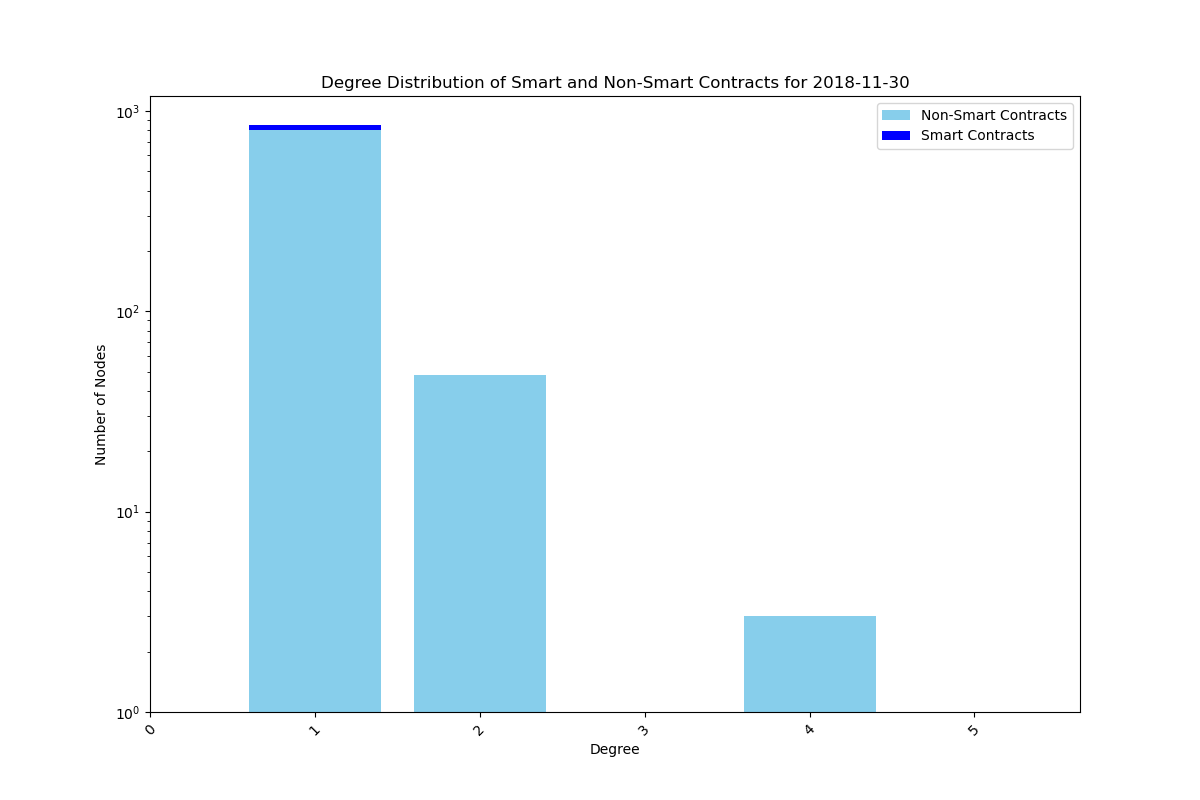 Degree Distribution of Smart and Non-Smart Contracts for 2018-11-30
Non-Smart Contracts
Smart Contracts
10³
10²
10¹
10⁰
Number of Nodes
0 1 2 3 4 5
Degree